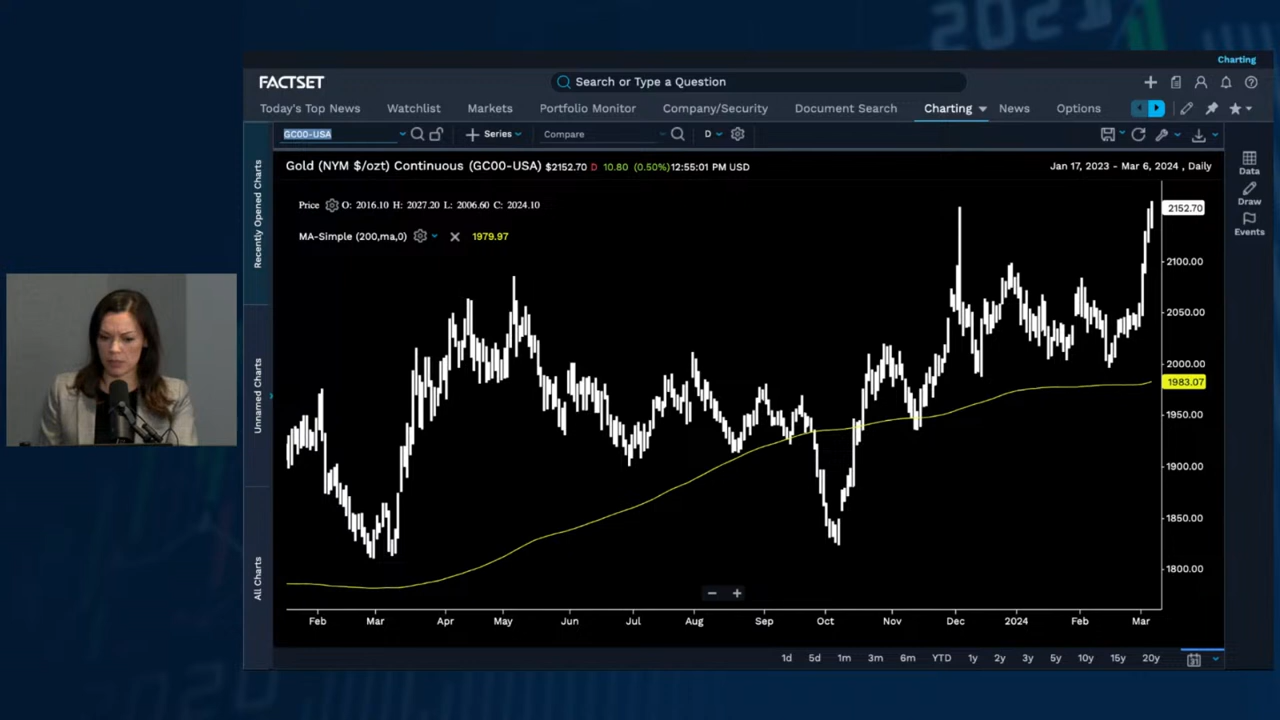 2021
Charting
FACTSET
Search or Type a Question
Today's Top News Watchlist Markets Portfolio Monitor Company/Security Document Search Charting News Options
GC00-USA Series Compare D
Gold (NYM $/ozt) Continuous (GC00-USA) $2152.70 D 10.80 (0.50%) 12:55:01 PM USD
Jan 17, 2023 - Mar 6, 2024 , Daily
Price O: 2016.10 H: 2027.20 L: 2006.60 C: 2024.10
MA-Simple (200,ma,0) 1979.97
Recently Opened Charts
Unnamed Charts
All Charts
Data
Draw
Events
2152.70
2100.00
2050.00
2000.00
1983.07
1950.00
1900.00
1850.00
1800.00
Feb Mar Apr May Jun Jul Aug Sep Oct Nov Dec 2024 Feb Mar
1d 5d 1m 3m 6m YTD 1y 2y 3y 5y 10y 15y 20y